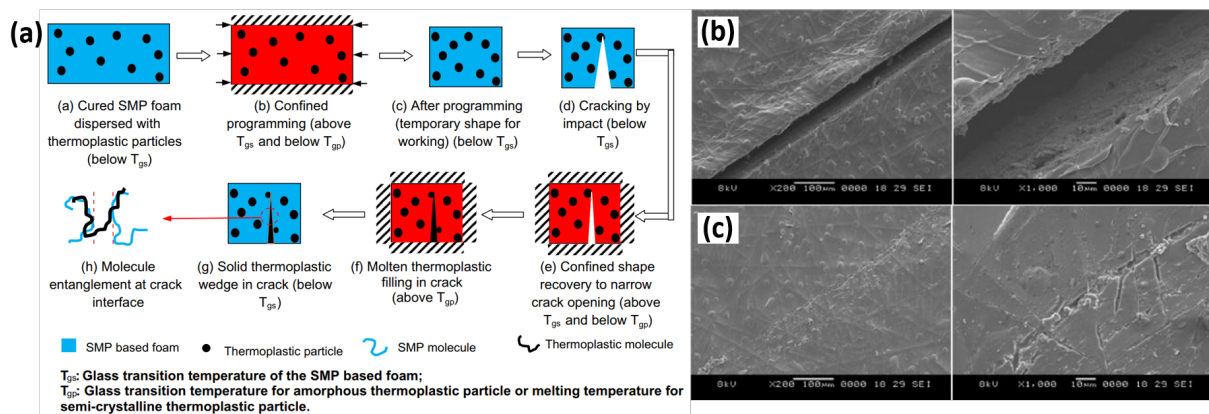 (a)
(a) Cured SMP foam
dispersed with
thermoplastic particles
(below Tgs)
(b) Confined
programming (above
Tgs and below Tgp)
(c) After programming
(temporary shape for
working) (below Tgs)
(d) Cracking by
impact (below
Tgs)
(h) Molecule
entanglement at crack
interface
(g) Solid thermoplastic
wedge in crack (below
Tgs)
(f) Molten thermoplastic
filling in crack
(above Tgp)
(e) Confined shape
recovery to narrow
crack opening (above
Tgs and below Tgp)
SMP based foam
Thermoplastic particle
SMP molecule
Thermoplastic molecule
Tgs: Glass transition temperature of the SMP based foam;
Tgp: Glass transition temperature for amorphous thermoplastic particle or melting temperature for
semi-crystalline thermoplastic particle.
(b)
8kV X200 100μm 0000 18 29 SEI
8kV X1,000 10μm 0000 18 29 SEI
(c)
8kV X200 100μm 0000 18 29 SEI
8kV X1,000 10μm 0000 18 29 SEI